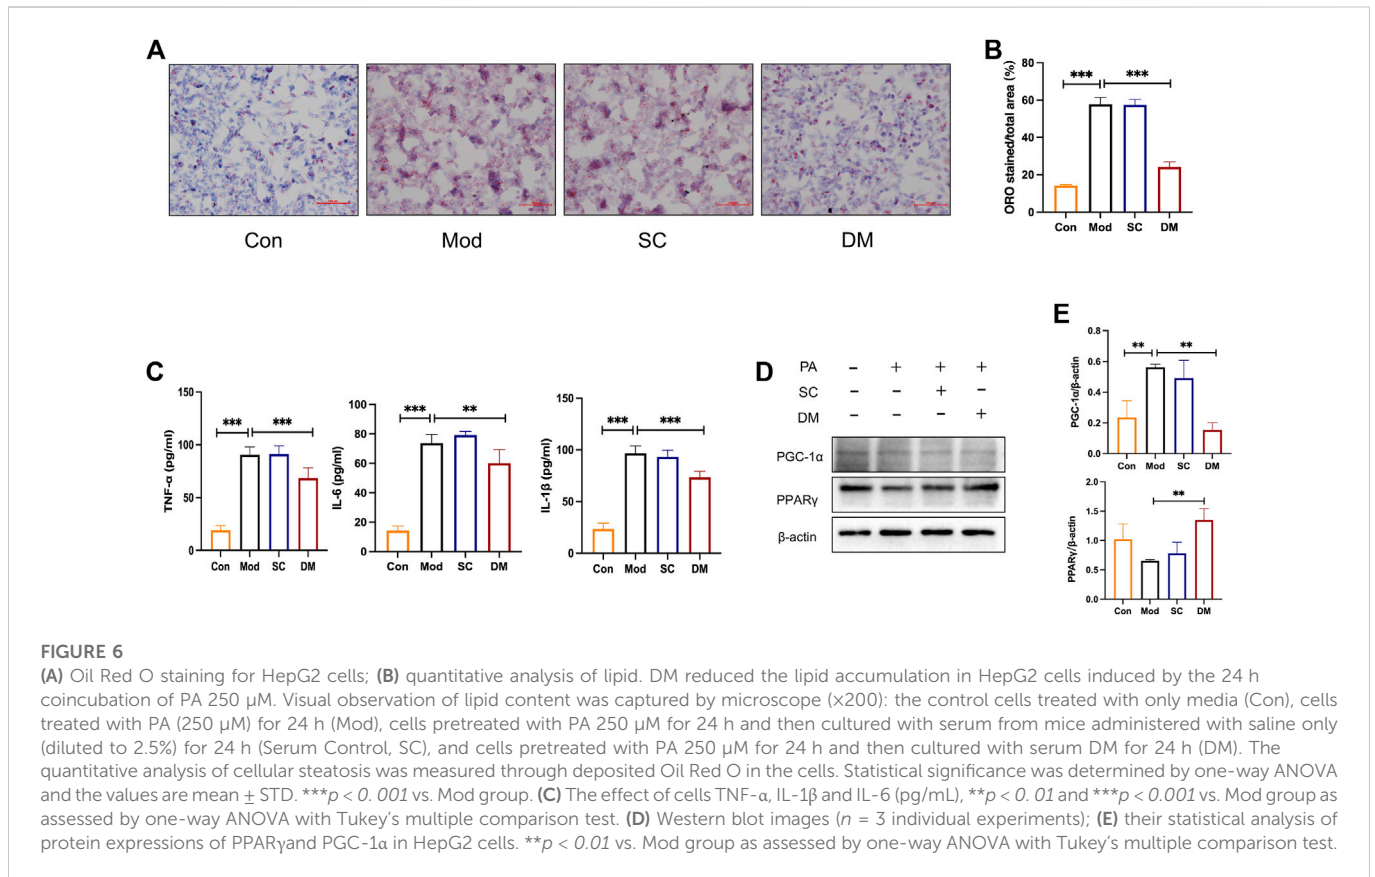 A
Con
Mod
SC
DM
B
ORO stained/total area (%)
80
60
40
20
0
***
***
Con Mod SC DM
C
TNF-α (pg/ml)
150
100
50
0
***
***
Con Mod SC DM
IL-6 (pg/ml)
100
80
60
40
20
0
***
**
Con Mod SC DM
IL-1β (pg/ml)
150
100
50
0
***
***
Con Mod SC DM
D
PA – + + +
SC – – + –
DM – – – +
PGC-1α
PPARγ
β-actin
E
PGC-1α/β-actin
0.8
0.6
0.4
0.2
0.0
**
**
Con Mod SC DM
PPARγ/β-actin
2.0
1.5
1.0
0.5
0.0
**
Con Mod SC DM
FIGURE 6
(A) Oil Red O staining for HepG2 cells; (B) quantitative analysis of lipid. DM reduced the lipid accumulation in HepG2 cells induced by the 24 h
coincubation of PA 250 μM. Visual observation of lipid content was captured by microscope (×200): the control cells treated with only media (Con), cells
treated with PA (250 μM) for 24 h (Mod), cells pretreated with PA 250 μM for 24 h and then cultured with serum from mice administered with saline only
(diluted to 2.5%) for 24 h (Serum Control, SC), and cells pretreated with PA 250 μM for 24 h and then cultured with serum DM for 24 h (DM). The
quantitative analysis of cellular steatosis was measured through deposited Oil Red O in the cells. Statistical significance was determined by one-way ANOVA
and the values are mean ± STD. ***p < 0. 001 vs. Mod group. (C) The effect of cells TNF-α, IL-1β and IL-6 (pg/mL), **p < 0. 01 and ***p < 0.001 vs. Mod group as
assessed by one-way ANOVA with Tukey's multiple comparison test. (D) Western blot images (n = 3 individual experiments); (E) their statistical analysis of
protein expressions of PPARγand PGC-1α in HepG2 cells. **p < 0.01 vs. Mod group as assessed by one-way ANOVA with Tukey's multiple comparison test.